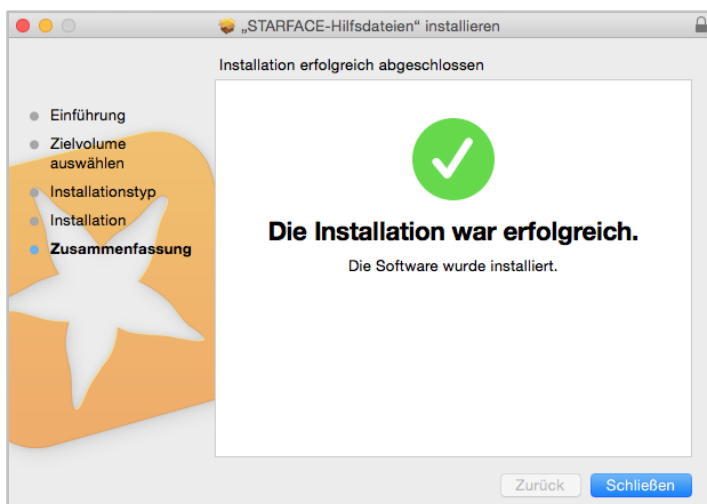 „STARFACE-Hilfsdateien“ installieren
Installation erfolgreich abgeschlossen
Einführung
Zielvolume
auswählen
Installationstyp
Installation
Zusammenfassung
Die Installation war erfolgreich.
Die Software wurde installiert.
Zurück
Schließen